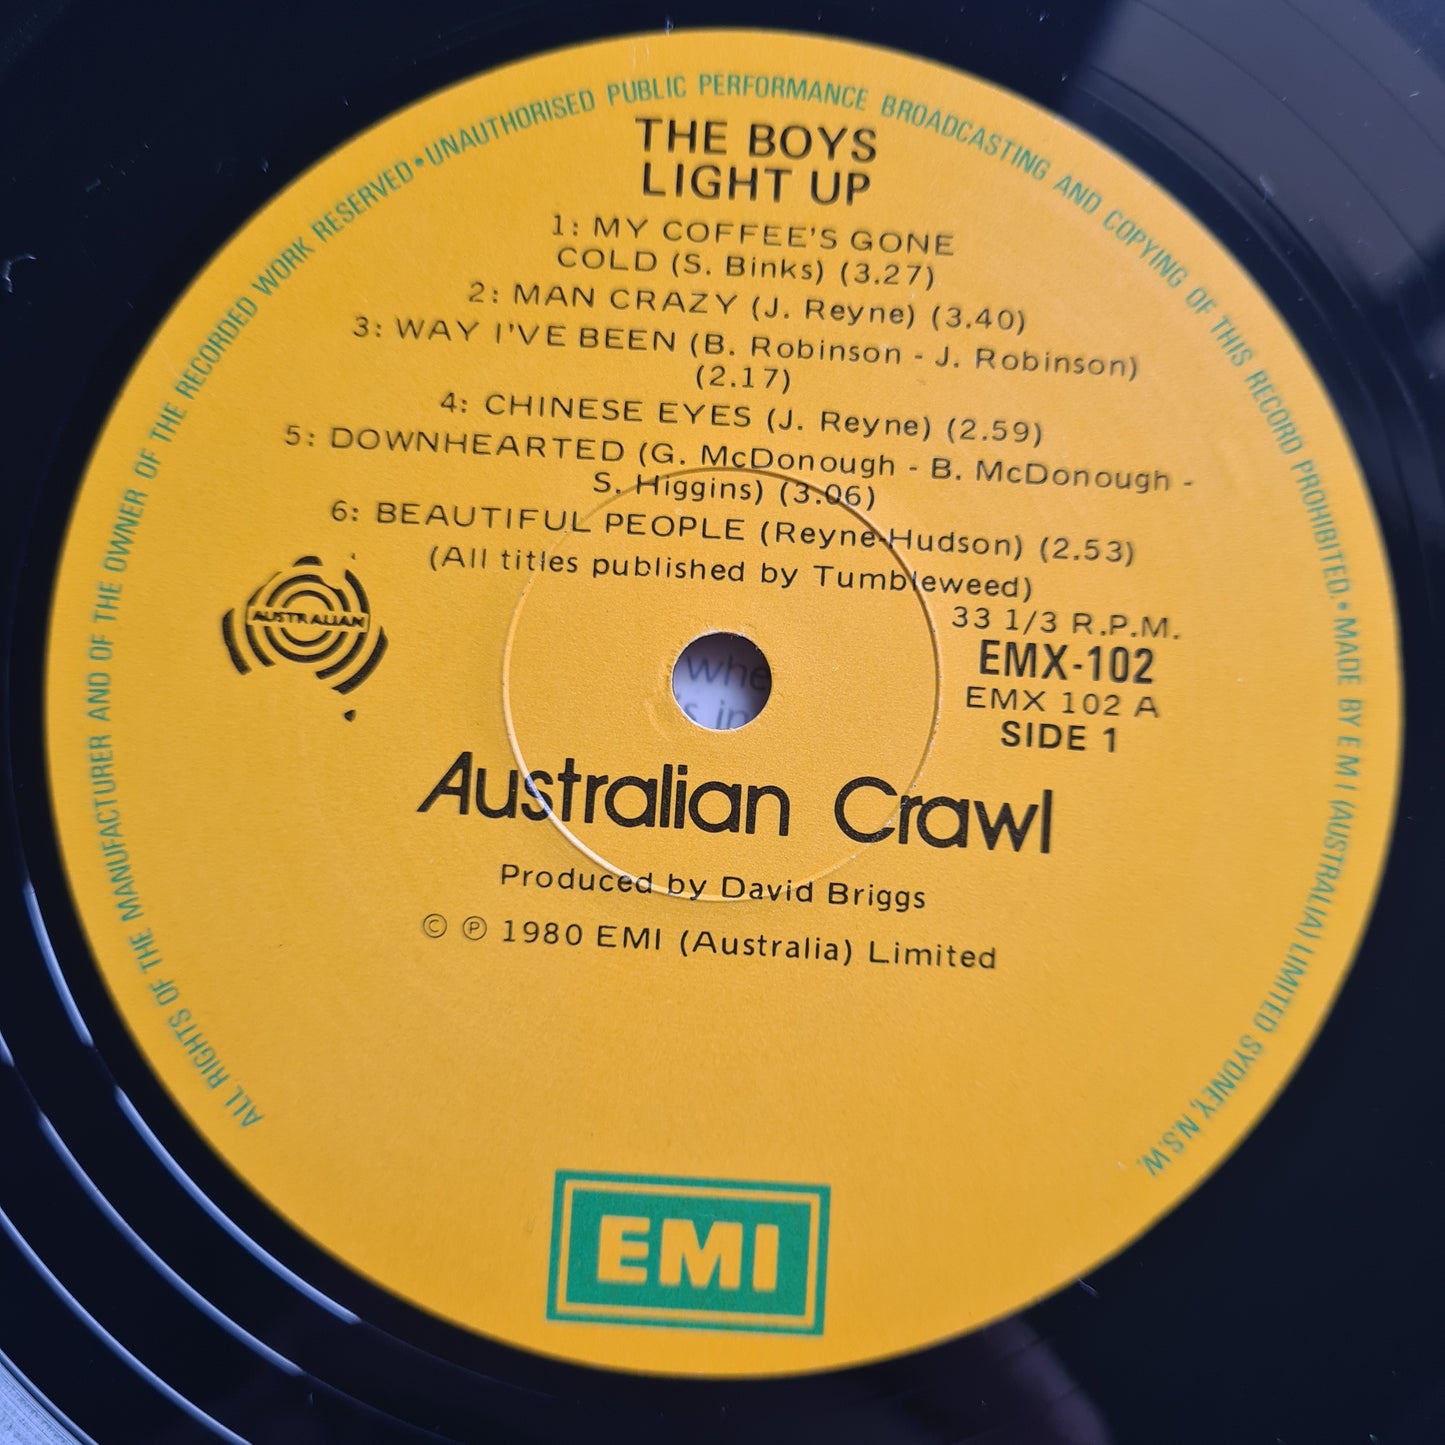 ALL RIGHTS OF THE MANUFACTURER AND OF THE OWNER OF THE RECORDED WORK RESERVED • UNAUTHORISED PUBLIC PERFORMANCE BROADCASTING AND COPYING OF THIS RECORD PROHIBITED. • MADE BY E M I (AUSTRALIA) LIMITED SYDNEY, N.S.W.
THE BOYS
LIGHT UP
1: MY COFFEE'S GONE
COLD (S. Binks) (3.27)
2: MAN CRAZY (J. Reyne) (3.40)
3: WAY I'VE BEEN (B. Robinson - J. Robinson)
(2.17)
4: CHINESE EYES (J. Reyne) (2.59)
5: DOWNHEARTED (G. McDonough - B. McDonough -
S. Higgins) (3.06)
6: BEAUTIFUL PEOPLE (Reyne-Hudson) (2.53)
(All titles published by Tumbleweed)
33 1/3 R.P.M.
EMX-102
EMX 102 A
SIDE 1
AUSTRALIAN
whe
s in
Australian Crawl
Produced by David Briggs
© ℗ 1980 EMI (Australia) Limited
EMI